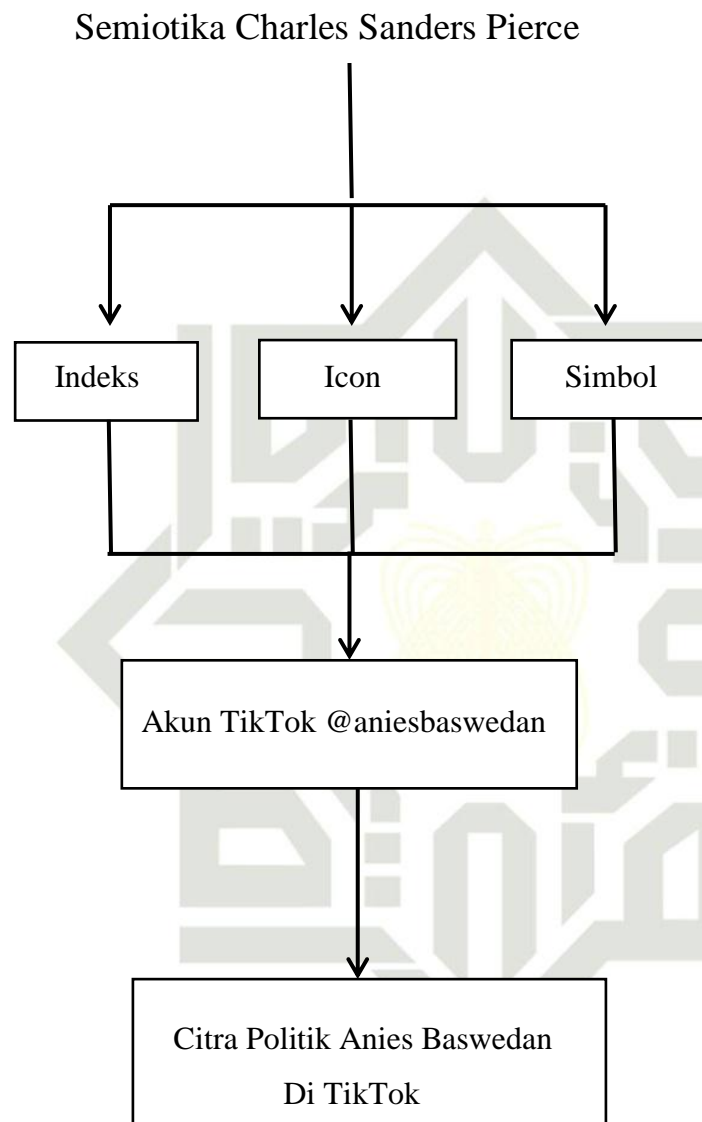 Semiotika Charles Sanders Pierce
Indeks
Icon
Simbol
Akun TikTok @aniesbaswedan
Citra Politik Anies Baswedan
Di TikTok